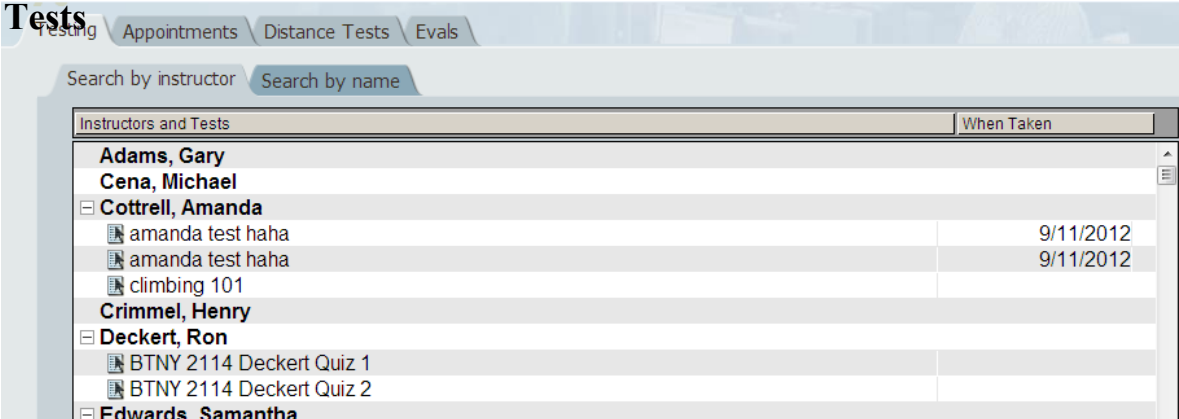 Tests
Testing Appointments Distance Tests Evals
Search by instructor Search by name
Instructors and Tests When Taken
Adams, Gary
Cena, Michael
Cottrell, Amanda
amanda test haha 9/11/2012
amanda test haha 9/11/2012
climbing 101
Crimmel, Henry
Deckert, Ron
BTNY 2114 Deckert Quiz 1
BTNY 2114 Deckert Quiz 2
Edwards, Samantha